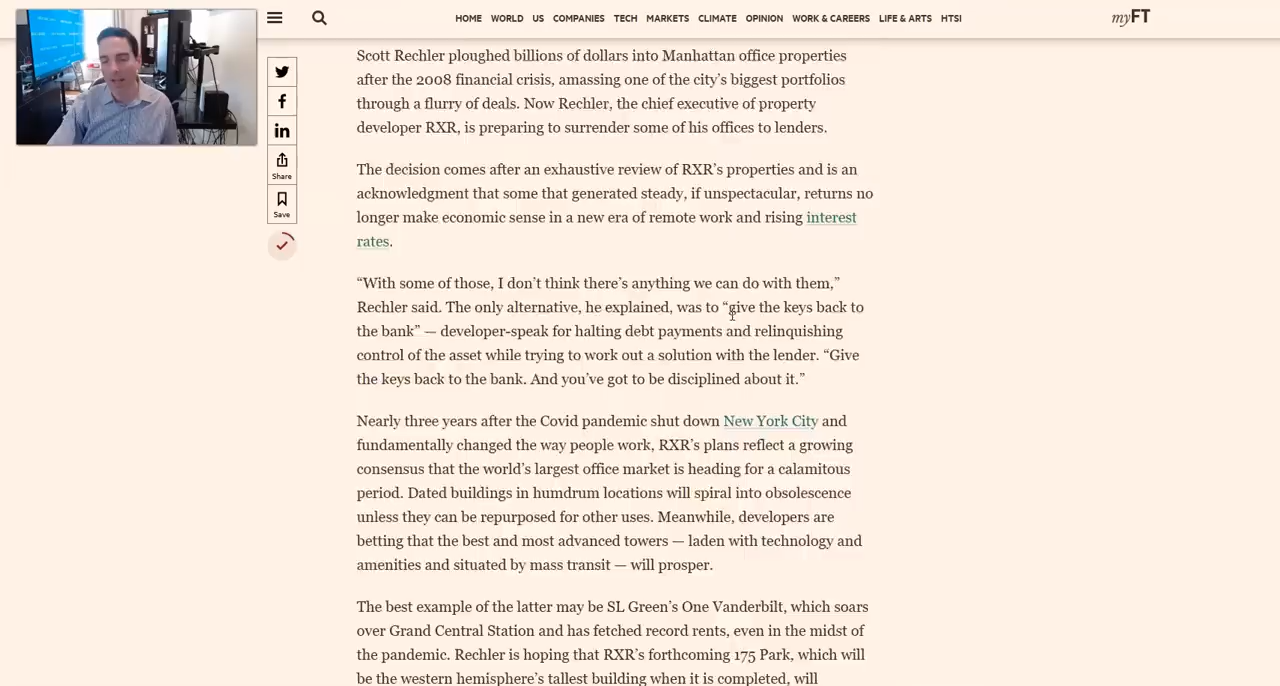 HOME WORLD US COMPANIES TECH MARKETS CLIMATE OPINION WORK & CAREERS LIFE & ARTS HTSI
myFT
Share
Save
Scott Rechler ploughed billions of dollars into Manhattan office properties
after the 2008 financial crisis, amassing one of the city’s biggest portfolios
through a flurry of deals. Now Rechler, the chief executive of property
developer RXR, is preparing to surrender some of his offices to lenders.
The decision comes after an exhaustive review of RXR’s properties and is an
acknowledgment that some that generated steady, if unspectacular, returns no
longer make economic sense in a new era of remote work and rising interest
rates.
“With some of those, I don’t think there’s anything we can do with them,”
Rechler said. The only alternative, he explained, was to “give the keys back to
the bank” — developer-speak for halting debt payments and relinquishing
control of the asset while trying to work out a solution with the lender. “Give
the keys back to the bank. And you’ve got to be disciplined about it.”
Nearly three years after the Covid pandemic shut down New York City and
fundamentally changed the way people work, RXR’s plans reflect a growing
consensus that the world’s largest office market is heading for a calamitous
period. Dated buildings in humdrum locations will spiral into obsolescence
unless they can be repurposed for other uses. Meanwhile, developers are
betting that the best and most advanced towers — laden with technology and
amenities and situated by mass transit — will prosper.
The best example of the latter may be SL Green’s One Vanderbilt, which soars
over Grand Central Station and has fetched record rents, even in the midst of
the pandemic. Rechler is hoping that RXR’s forthcoming 175 Park, which will
be the western hemisphere’s tallest building when it is completed, will